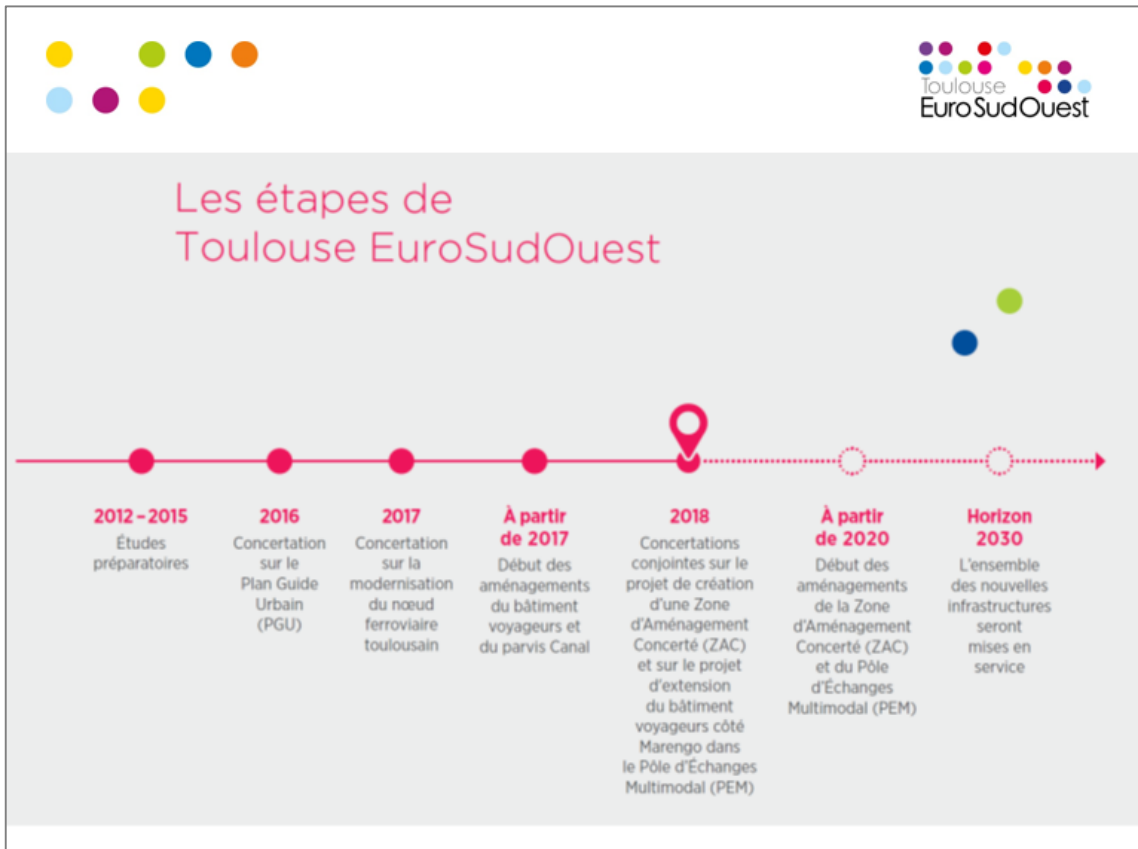 Toulouse
EuroSudOuest
Les étapes de
Toulouse EuroSudOuest
2012 – 2015
Études
préparatoires
2016
Concertation
sur le
Plan Guide
Urbain
(PGU)
2017
Concertation
sur la
modernisation
du nœud
ferroviaire
toulousain
À partir
de 2017
Début des
aménagements
du bâtiment
voyageurs et
du parvis Canal
2018
Concertations
conjointes sur le
projet de création
d'une Zone
d'Aménagement
Concerté (ZAC)
et sur le projet
d'extension
du bâtiment
voyageurs côté
Marengo dans
le Pôle d'Échanges
Multimodal (PEM)
À partir
de 2020
Début des
aménagements
de la Zone
d'Aménagement
Concerté (ZAC)
et du Pôle
d'Échanges
Multimodal (PEM)
Horizon
2030
L'ensemble
des nouvelles
infrastructures
seront
mises en
service